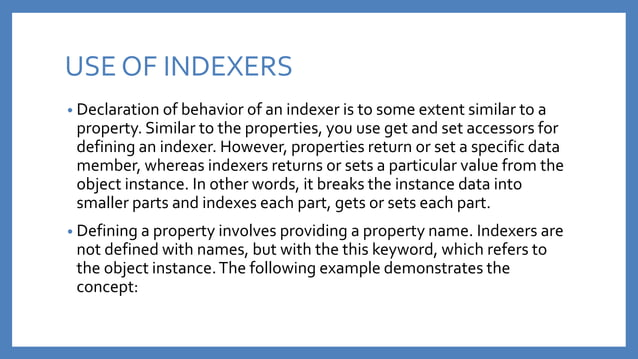 USE OF INDEXERS
• Declaration of behavior of an indexer is to some extent similar to a
property. Similar to the properties, you use get and set accessors for
defining an indexer. However, properties return or set a specific data
member, whereas indexers returns or sets a particular value from the
object instance. In other words, it breaks the instance data into
smaller parts and indexes each part, gets or sets each part.
• Defining a property involves providing a property name. Indexers are
not defined with names, but with the this keyword, which refers to
the object instance. The following example demonstrates the
concept: